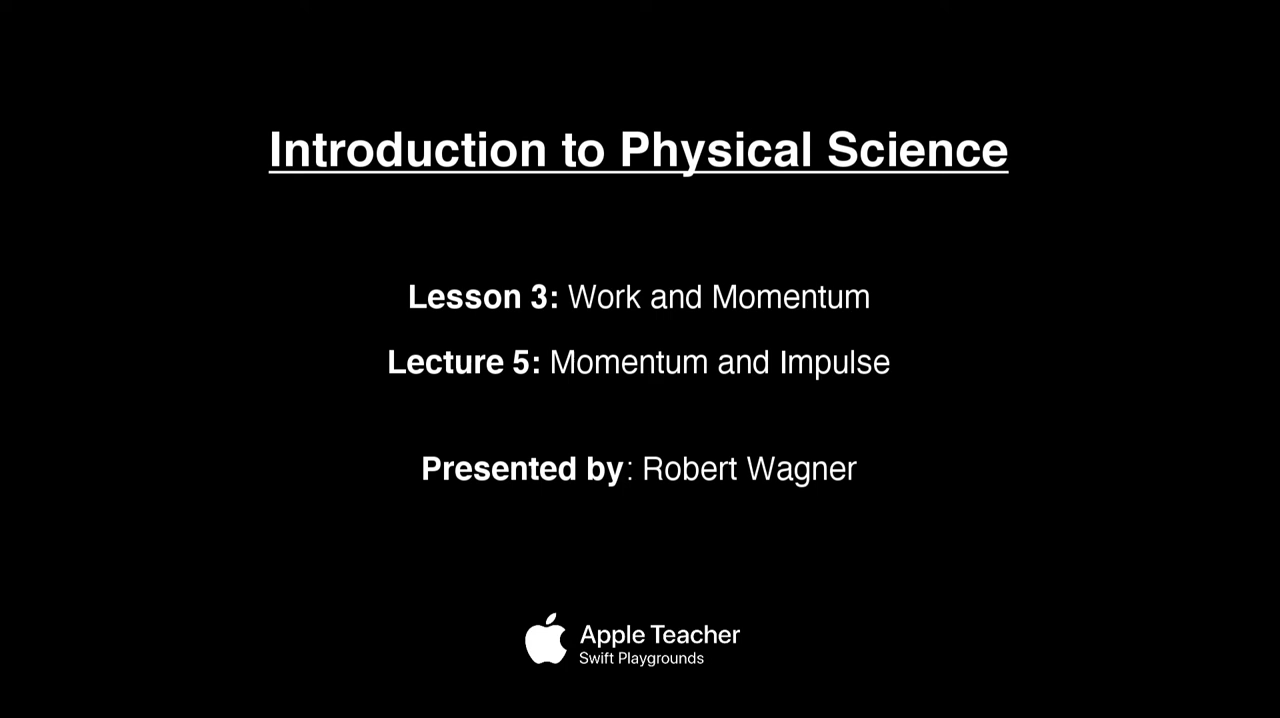 Introduction to Physical Science
Lesson 3: Work and Momentum
Lecture 5: Momentum and Impulse
Presented by: Robert Wagner
Apple Teacher
Swift Playgrounds